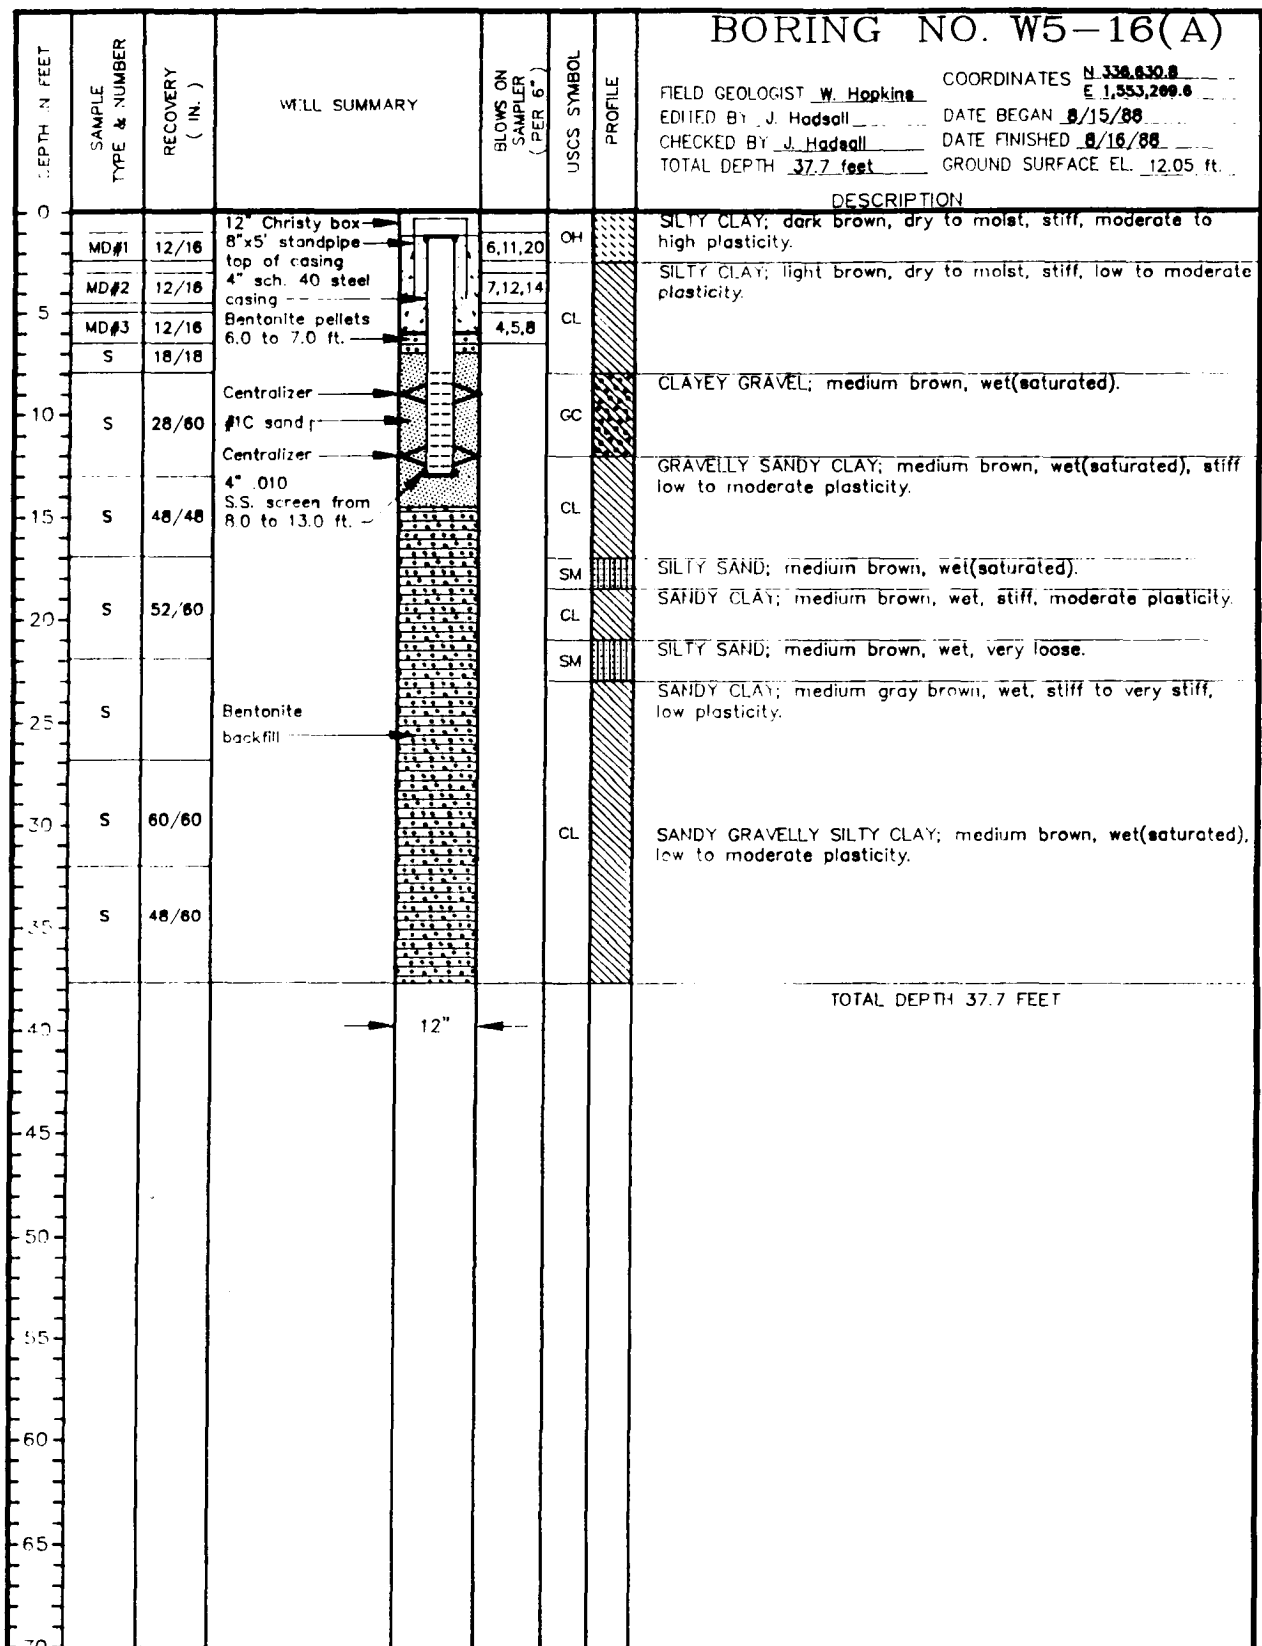 BORING NO. W5-16(A)
DEPTH IN FEET
SAMPLE
TYPE & NUMBER
RECOVERY
( IN. )
WELL SUMMARY
BLOWS ON
SAMPLER
( PER 6" )
USCS SYMBOL
PROFILE
FIELD GEOLOGIST W. Hopkins
EDITED BY J. Hadsall
CHECKED BY J. Hadsall
TOTAL DEPTH 37.7 feet
COORDINATES N 336,630.8
E 1,553,269.6
DATE BEGAN 8/15/88
DATE FINISHED 8/16/88
GROUND SURFACE EL. 12.05 ft.
DESCRIPTION
0
MD#1 12/16
12" Christy box
8"x5' standpipe
top of casing
6,11,20
OH
SILTY CLAY; dark brown, dry to moist, stiff, moderate to
high plasticity.
MD#2 12/16
4" sch. 40 steel
casing
7,12,14
SILTY CLAY; light brown, dry to moist, stiff, low to moderate
plasticity.
5
MD#3 12/16
Bentonite pellets
6.0 to 7.0 ft.
4,5,8
CL
S 18/18
Centralizer
CLAYEY GRAVEL; medium brown, wet(saturated).
10
S 28/60
#1C sand
GC
Centralizer
4" .010
S.S. screen from
8.0 to 13.0 ft.
GRAVELLY SANDY CLAY; medium brown, wet(saturated), stiff
low to moderate plasticity.
15
S 48/48
CL
SM
SILTY SAND; medium brown, wet(saturated).
20
S 52/60
CL
SANDY CLAY; medium brown, wet, stiff, moderate plasticity.
SM
SILTY SAND; medium brown, wet, very loose.
25
S
Bentonite
backfill
SANDY CLAY; medium gray brown, wet, stiff to very stiff,
low plasticity.
30
S 60/60
CL
SANDY GRAVELLY SILTY CLAY; medium brown, wet(saturated),
low to moderate plasticity.
35
S 48/60
TOTAL DEPTH 37.7 FEET
40
12"
45
50
55
60
65
70